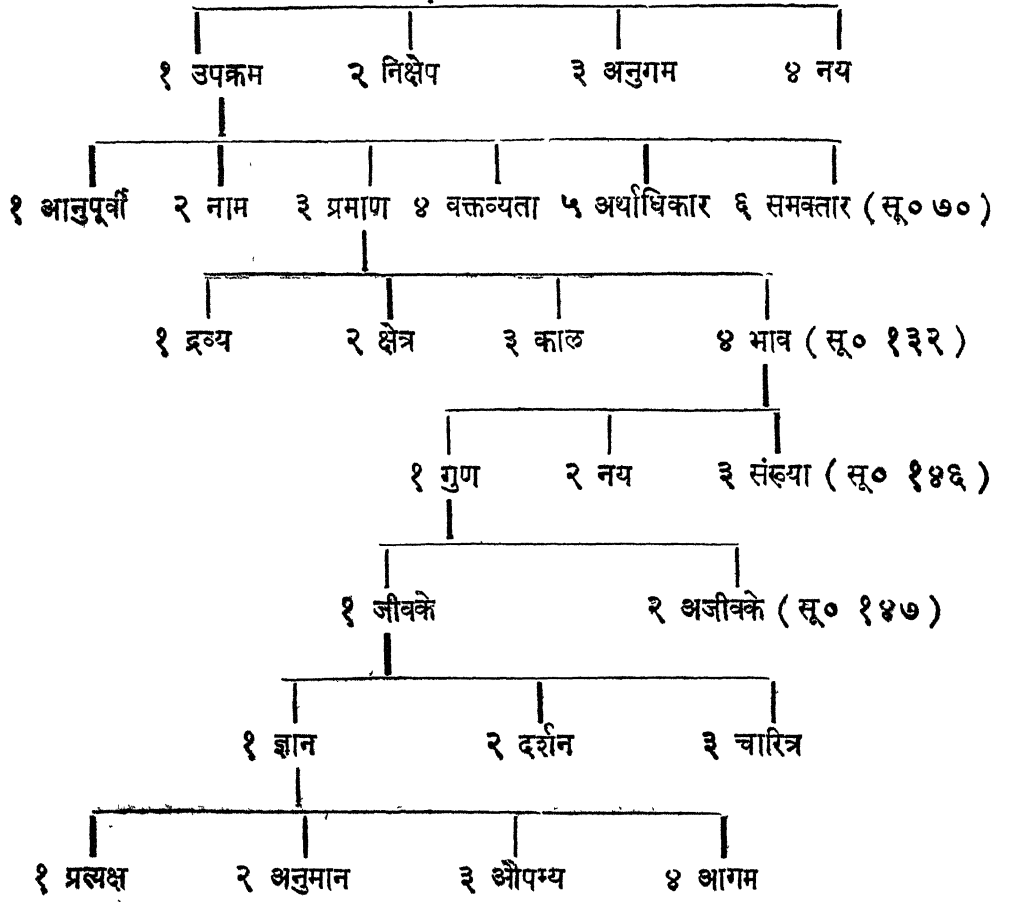 १ उपक्रम २ निक्षेप ३ अनुगम ४ नय
१ आनुपूर्वी २ नाम ३ प्रमाण ४ वक्तव्यता ५ अर्थाधिकार ६ समवतार ( सू० ७० )
१ द्रव्य २ क्षेत्र ३ काल ४ भाव ( सू० १३२ )
१ गुण २ नय ३ संख्या ( सू० १४६ )
१ जीवके २ अजीवके ( सू० १४७ )
१ ज्ञान २ दर्शन ३ चारित्र
१ प्रत्यक्ष २ अनुमान ३ औपम्य ४ आगम